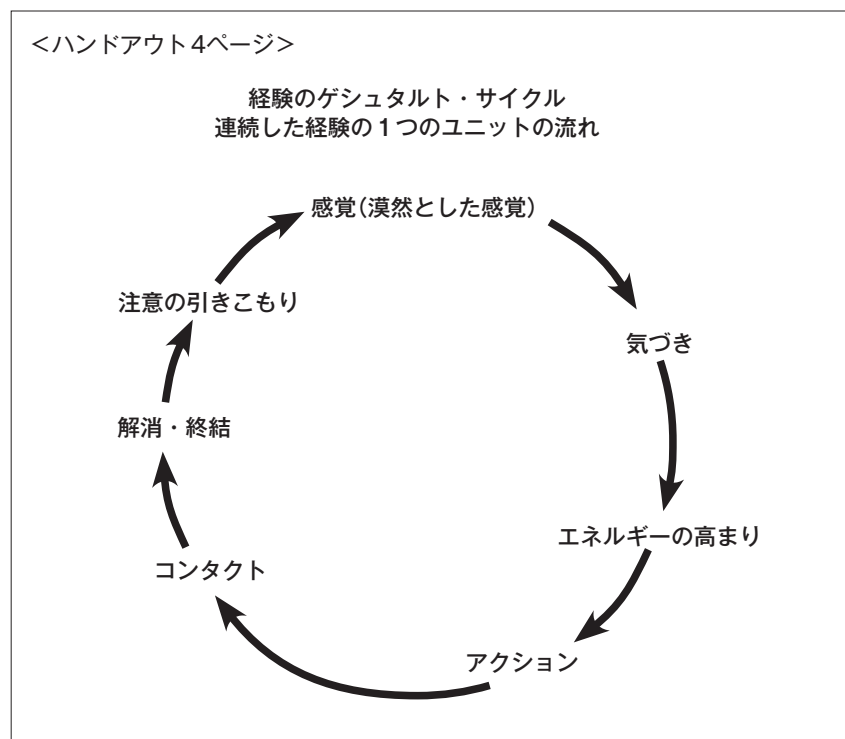 ＜ハンドアウト4ページ＞
経験のゲシュタルト・サイクル
連続した経験の1つのユニットの流れ
感覚（漠然とした感覚）
気づき
エネルギーの高まり
アクション
コンタクト
解消・終結
注意の引きこもり